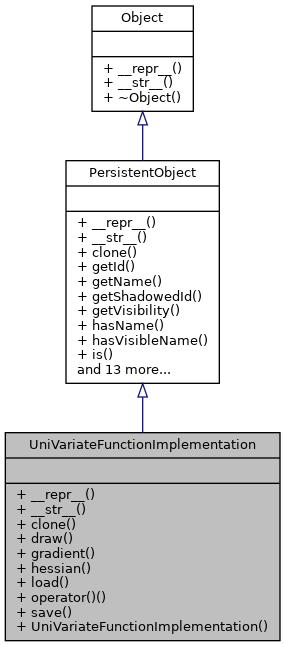 Object
+ __repr__()
+ __str__()
+ ~Object()
PersistentObject
+ __repr__()
+ __str__()
+ clone()
+ getId()
+ getName()
+ getShadowedId()
+ getVisibility()
+ hasName()
+ hasVisibleName()
+ is()
and 13 more...
UniVariateFunctionImplementation
+ __repr__()
+ __str__()
+ clone()
+ draw()
+ gradient()
+ hessian()
+ load()
+ operator()()
+ save()
+ UniVariateFunctionImplementation()